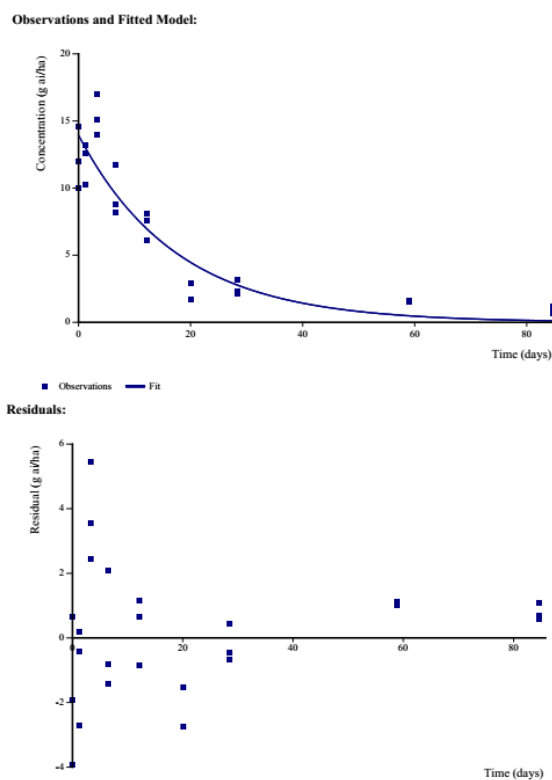 Observations and Fitted Model:
20
15
10
5
0
Concentration (g ai/ha)
0 20 40 60 80
Time (days)
Observations Fit
Residuals:
6
4
2
0
-2
-4
Residual (g ai/ha)
0 20 40 60 80
Time (days)